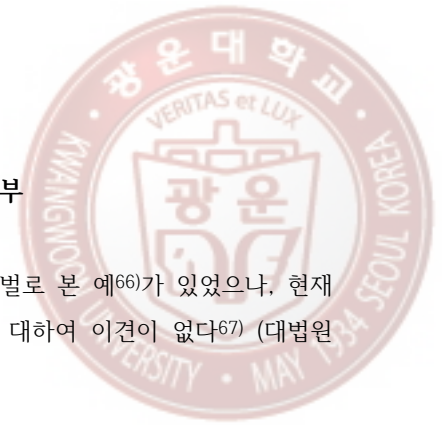 광운대학교
VERITAS et LUX
광운
KWANGWOON UNIVERSITY • MAY 1934 SEOUL KOREA
부
벌로 본 예66)가 있었으나, 현재
대하여 이견이 없다67) (대법원